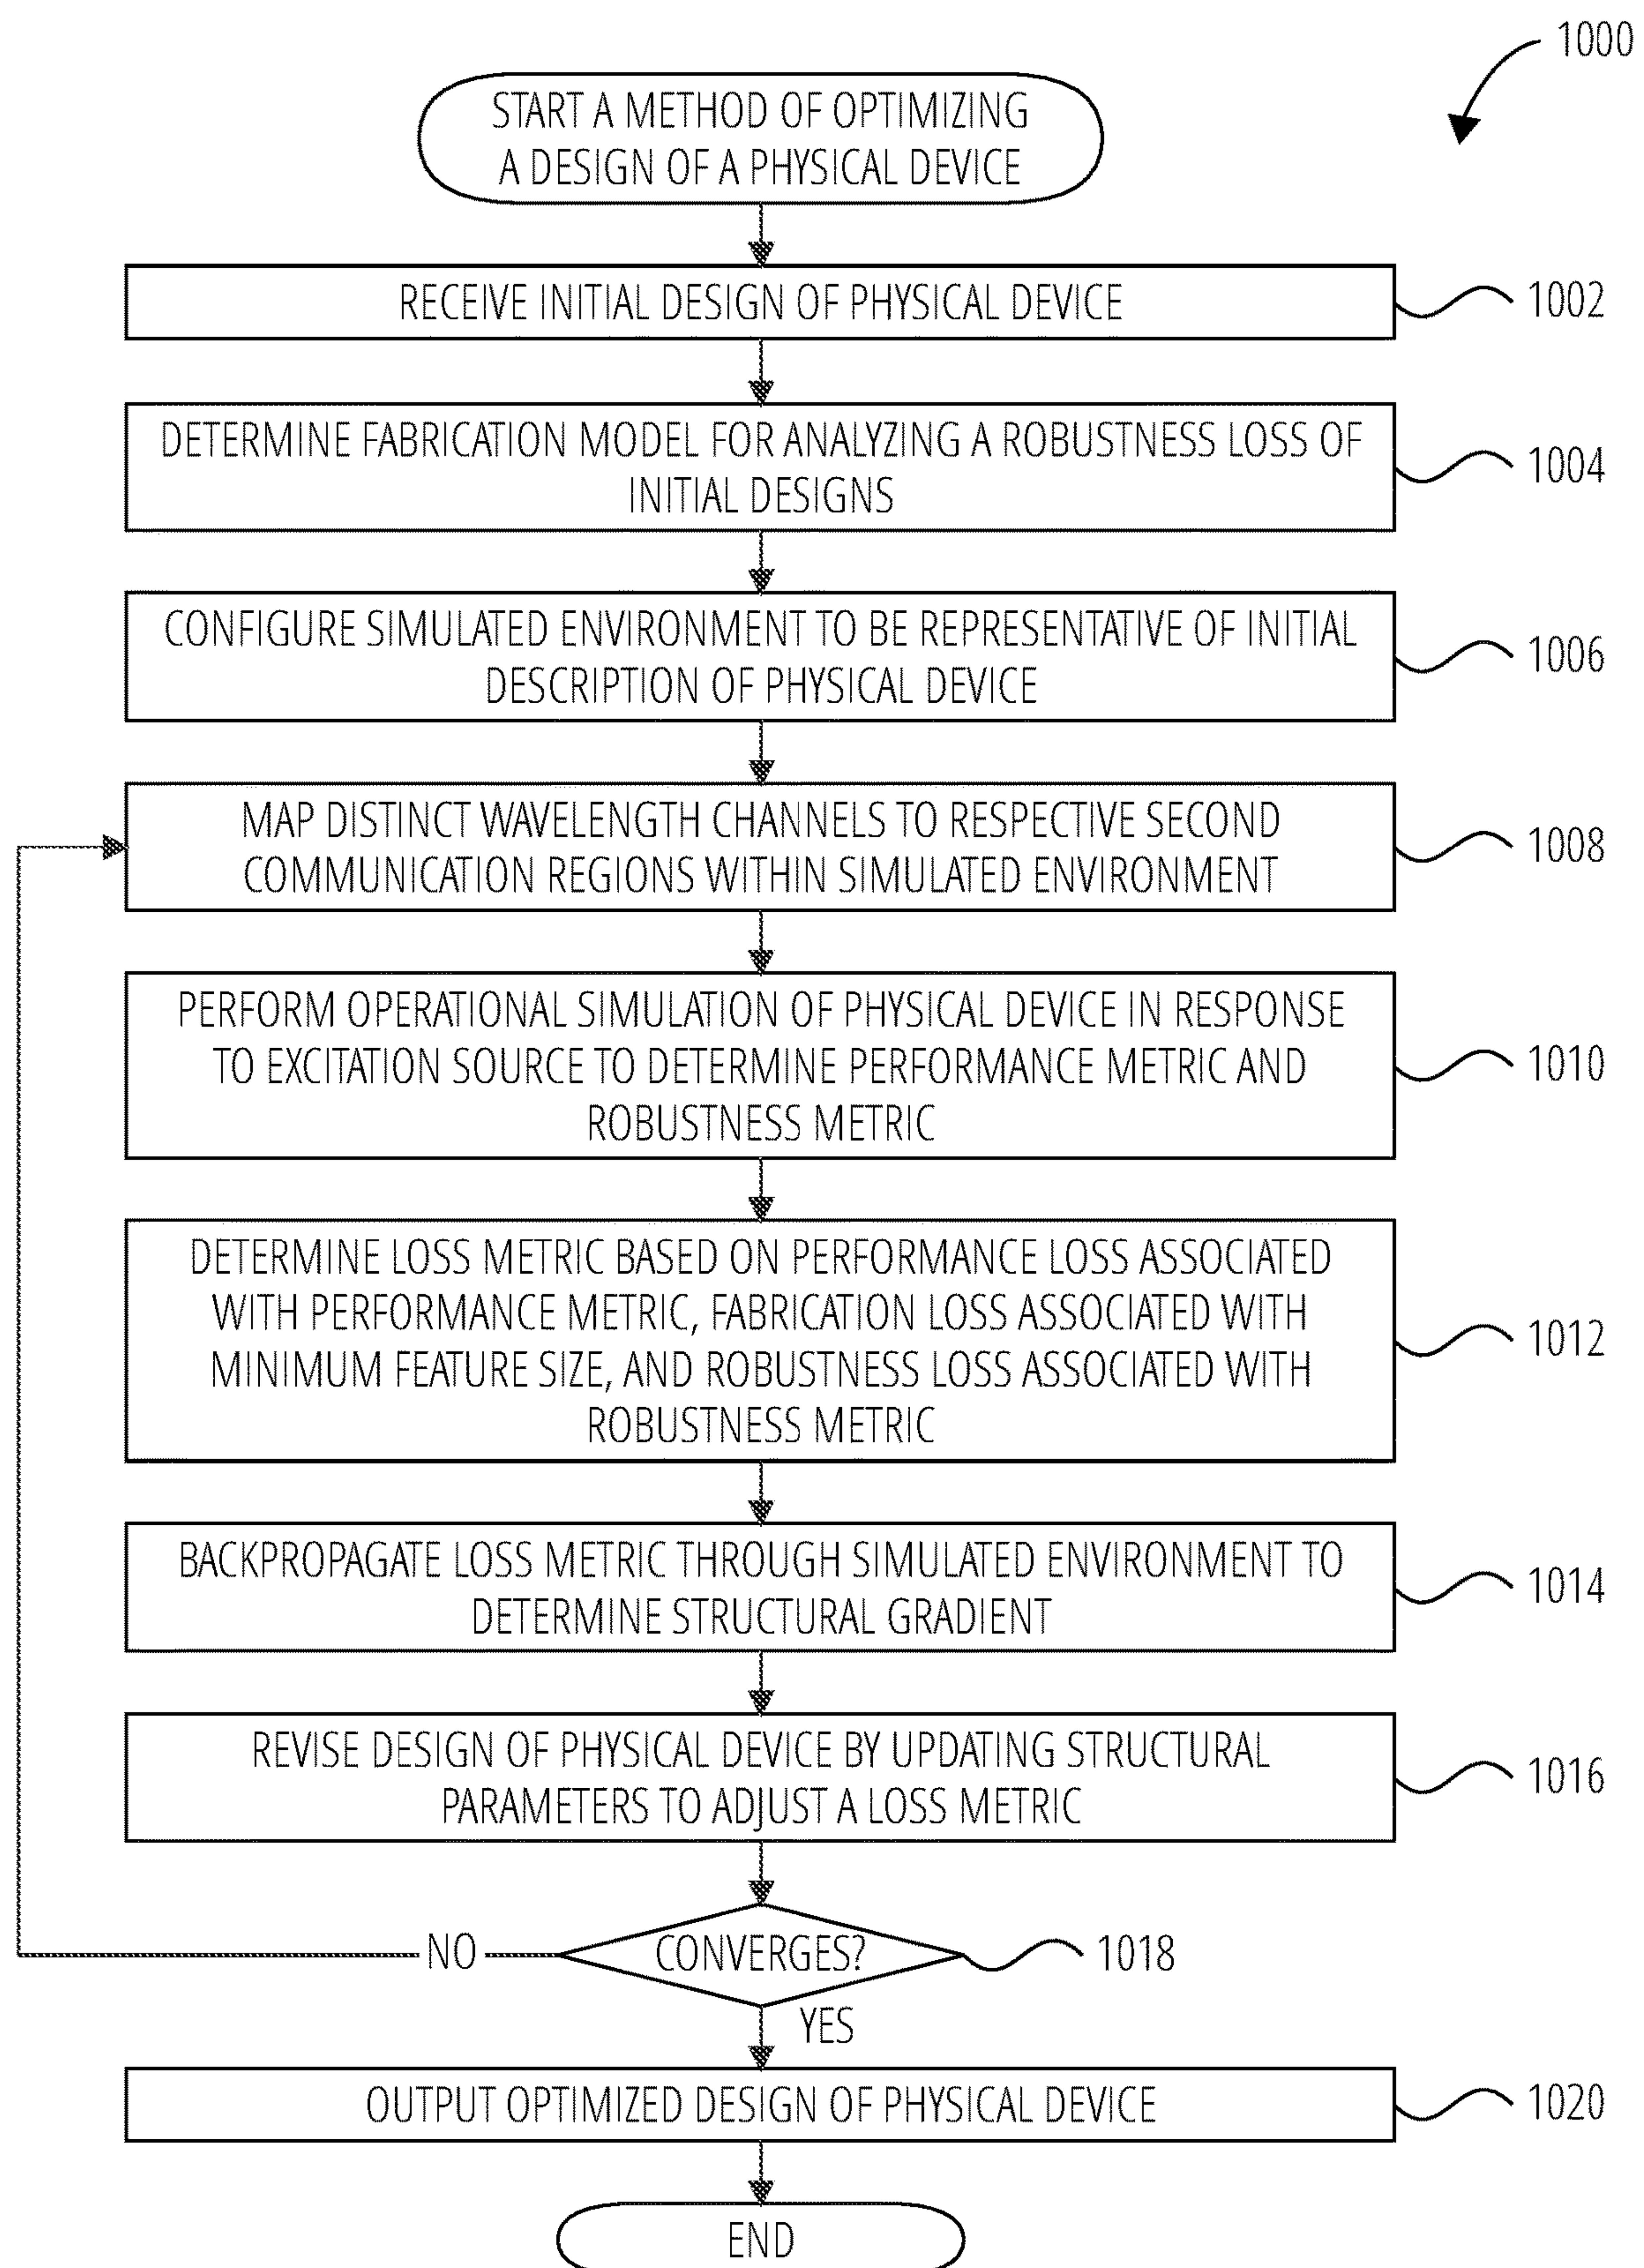 1000
START A METHOD OF OPTIMIZING
A DESIGN OF A PHYSICAL DEVICE
RECEIVE INITIAL DESIGN OF PHYSICAL DEVICE
1002
DETERMINE FABRICATION MODEL FOR ANALYZING A ROBUSTNESS LOSS OF
INITIAL DESIGNS
1004
CONFIGURE SIMULATED ENVIRONMENT TO BE REPRESENTATIVE OF INITIAL
DESCRIPTION OF PHYSICAL DEVICE
1006
MAP DISTINCT WAVELENGTH CHANNELS TO RESPECTIVE SECOND
COMMUNICATION REGIONS WITHIN SIMULATED ENVIRONMENT
1008
PERFORM OPERATIONAL SIMULATION OF PHYSICAL DEVICE IN RESPONSE
TO EXCITATION SOURCE TO DETERMINE PERFORMANCE METRIC AND
ROBUSTNESS METRIC
1010
DETERMINE LOSS METRIC BASED ON PERFORMANCE LOSS ASSOCIATED
WITH PERFORMANCE METRIC, FABRICATION LOSS ASSOCIATED WITH
MINIMUM FEATURE SIZE, AND ROBUSTNESS LOSS ASSOCIATED WITH
ROBUSTNESS METRIC
1012
BACKPROPAGATE LOSS METRIC THROUGH SIMULATED ENVIRONMENT TO
DETERMINE STRUCTURAL GRADIENT
1014
REVISE DESIGN OF PHYSICAL DEVICE BY UPDATING STRUCTURAL
PARAMETERS TO ADJUST A LOSS METRIC
1016
NO
CONVERGES?
1018
YES
OUTPUT OPTIMIZED DESIGN OF PHYSICAL DEVICE
1020
END